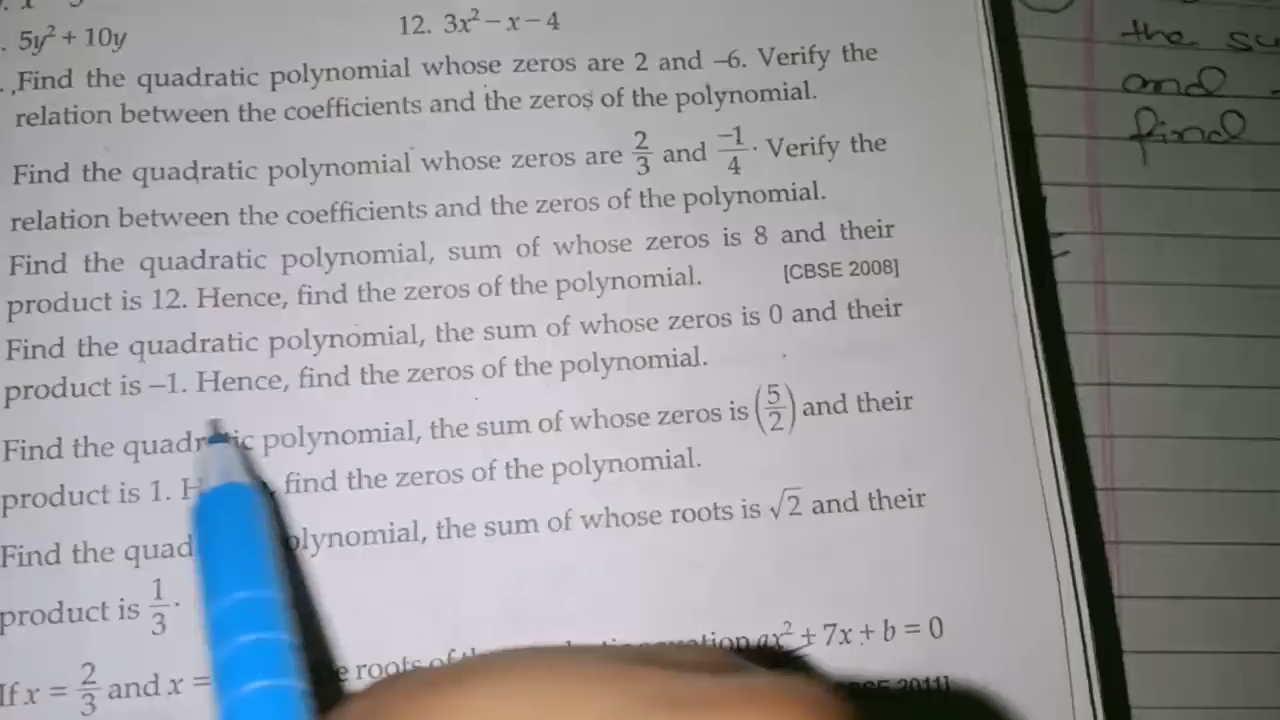 5y² + 10y
12. 3x² – x – 4
Find the quadratic polynomial whose zeros are 2 and –6. Verify the
relation between the coefficients and the zeros of the polynomial.
Find the quadratic polynomial whose zeros are 2/3 and –1/4. Verify the
relation between the coefficients and the zeros of the polynomial.
Find the quadratic polynomial, sum of whose zeros is 8 and their
product is 12. Hence, find the zeros of the polynomial. [CBSE 2008]
Find the quadratic polynomial, the sum of whose zeros is 0 and their
product is –1. Hence, find the zeros of the polynomial.
Find the quadratic polynomial, the sum of whose zeros is (5/2) and their
product is 1. find the zeros of the polynomial.
Find the the sum of whose roots is √2 and their
product is 1/3.
If x = 2/3 and x = roots ax² + 7x + b = 0
2011]
the
and
find